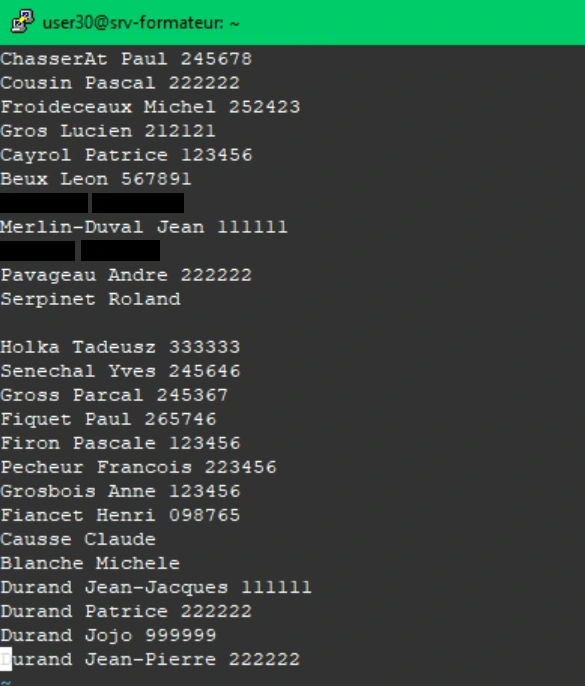 user30@srv-formateur: ~
ChasserAt Paul 245678
Cousin Pascal 222222
Froideceaux Michel 252423
Gros Lucien 212121
Cayrol Patrice 123456
Beux Leon 567891
Merlin-Duval Jean 111111
Pavageau Andre 222222
Serpinet Roland
Holka Tadeusz 333333
Senechal Yves 245646
Gross Parcal 245367
Fiquet Paul 265746
Firon Pascale 123456
Pecheur Francois 223456
Grosbois Anne 123456
Fiancet Henri 098765
Causse Claude
Blanche Michele
Durand Jean-Jacques 111111
Durand Patrice 222222
Durand Jojo 999999
Durand Jean-Pierre 222222
~